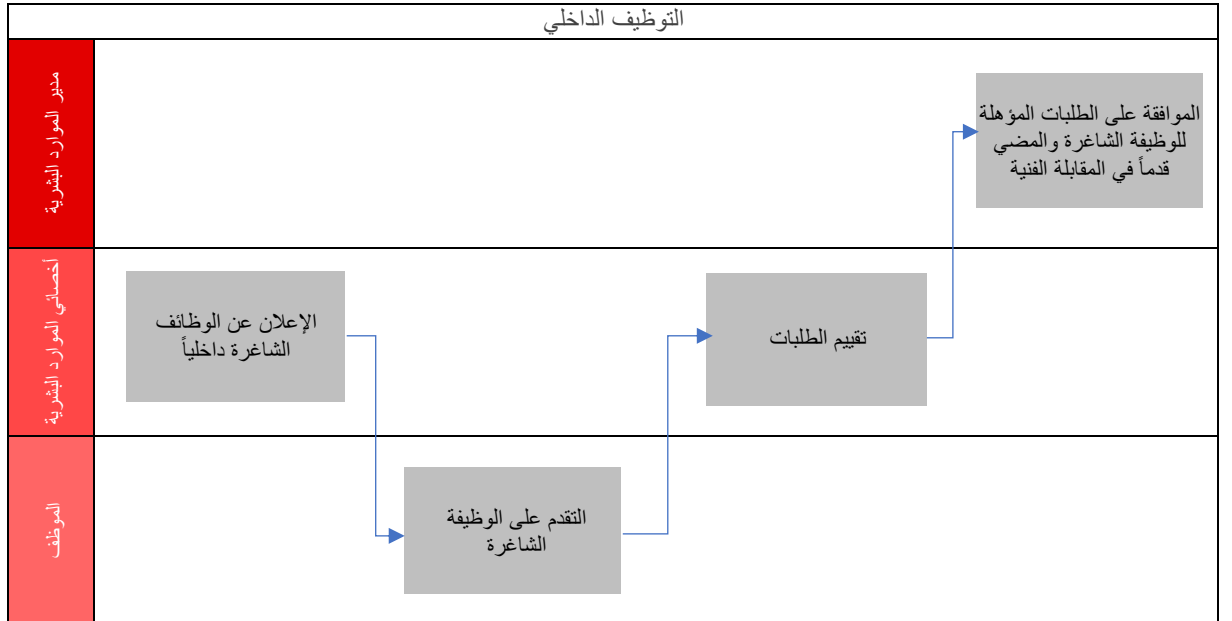 التوظيف الداخلي
مدير الموارد البشرية
الموافقة على الطلبات المؤهلة
للوظيفة الشاغرة والمضي
قدماً في المقابلة الفنية
أخصائي الموارد البشرية
الإعلان عن الوظائف
الشاغرة داخلياً
تقييم الطلبات
الموظف
التقدم على الوظيفة
الشاغرة